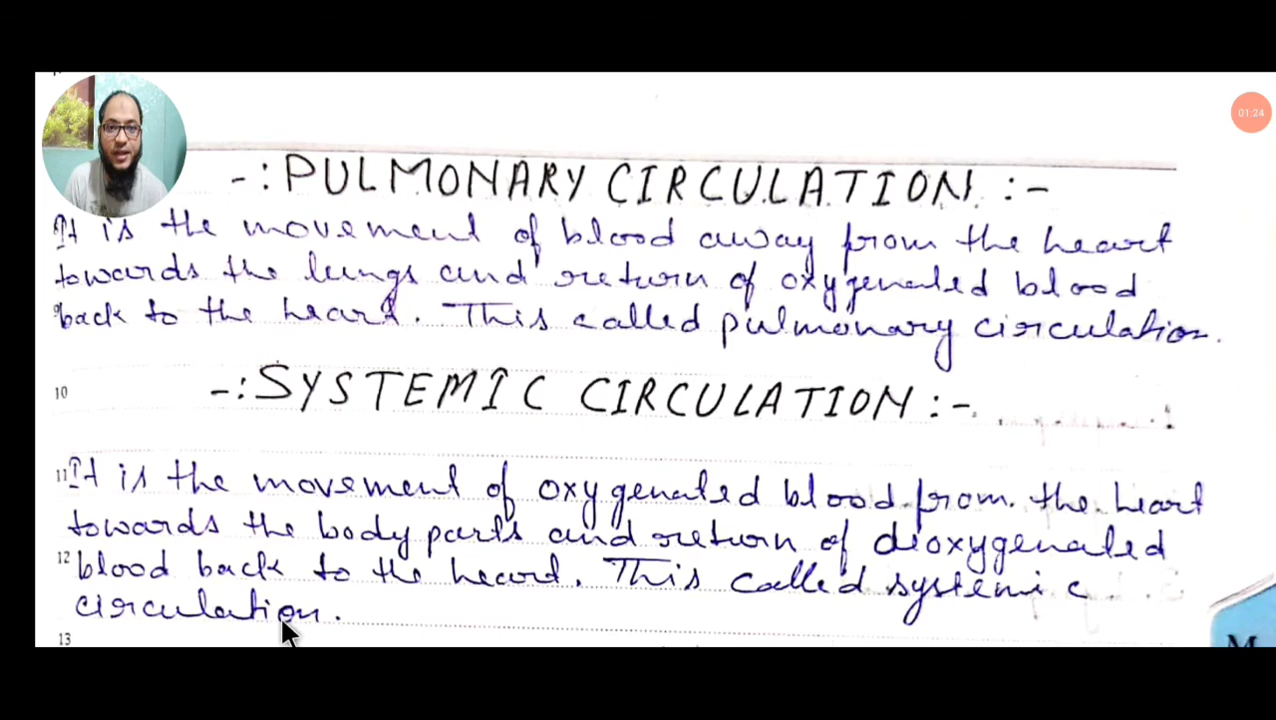 01:24
-: PULMONARY CIRCULATION :-
It is the movement of blood away from the heart
towards the lungs and return of oxygenated blood
back to the heart. This called pulmonary circulation.
10
-: SYSTEMIC CIRCULATION :-
11 It is the movement of oxygenated blood from the heart
towards the body parts and return of deoxygenated
12 blood back to the heart. This called systemic
circulation.
13